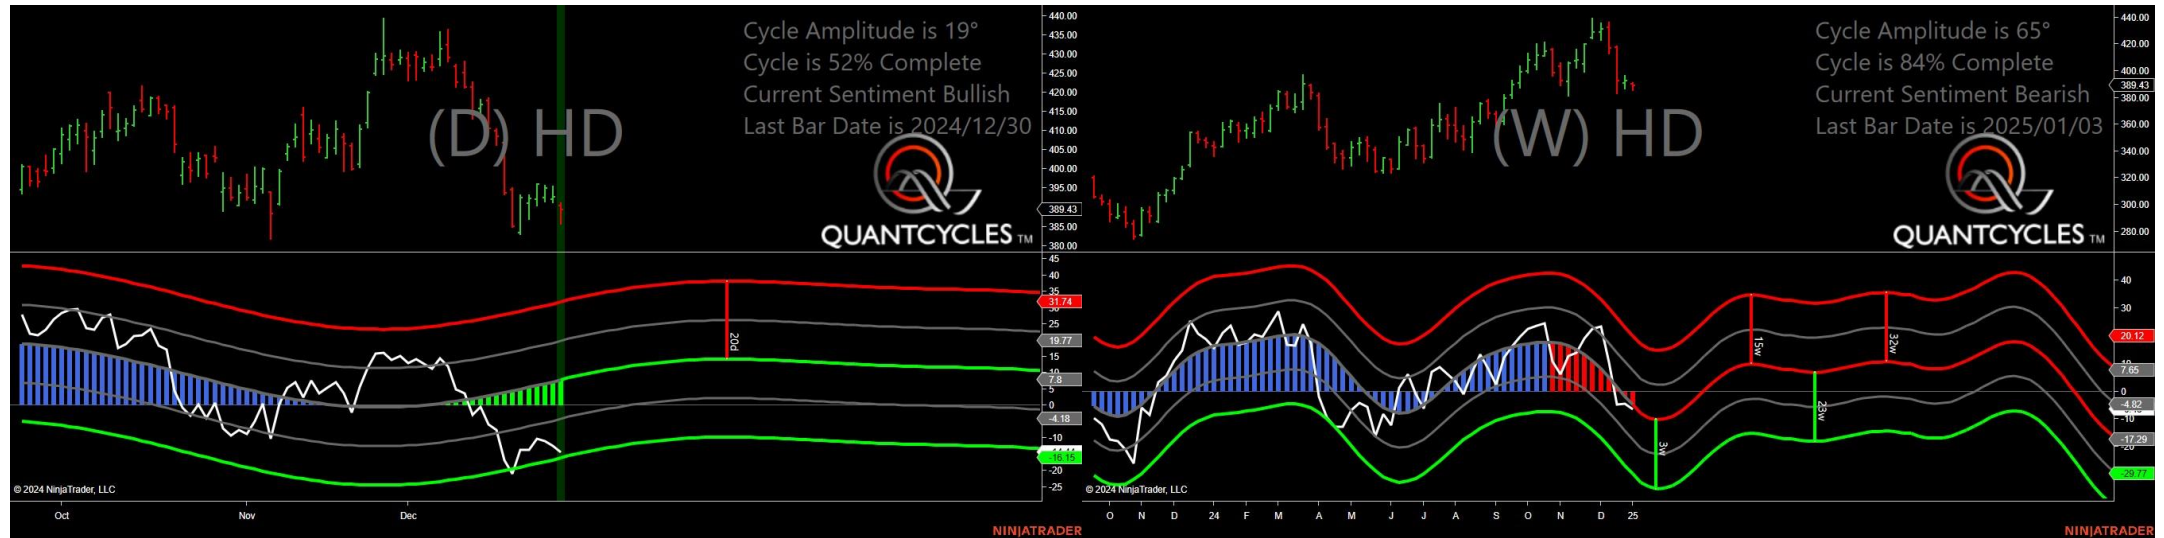 Cycle Amplitude is 19°
Cycle is 52% Complete
Current Sentiment Bullish
Last Bar Date is 2024/12/30
(D) HD
QUANTCYCLES TM
440.00
435.00
430.00
425.00
420.00
415.00
410.00
405.00
400.00
395.00
389.43
385.00
380.00
45
40
35
31.74
30
25
19.77
15
10
7.8
5
0
-4.18
-10
-16.15
-20
-25
20d
© 2024 NinjaTrader, LLC
Oct Nov Dec
NINJATRADER
Cycle Amplitude is 65°
Cycle is 84% Complete
Current Sentiment Bearish
Last Bar Date is 2025/01/03
(W) HD
QUANTCYCLES TM
440.00
420.00
400.00
389.43
380.00
360.00
340.00
320.00
300.00
280.00
40
30
20.12
10
7.65
0
-4.82
-10
-17.29
-20
-29.77
15w
32w
23w
3w
© 2024 NinjaTrader, LLC
O N D 24 F M A M J J A S O N D 25
NINJATRADER